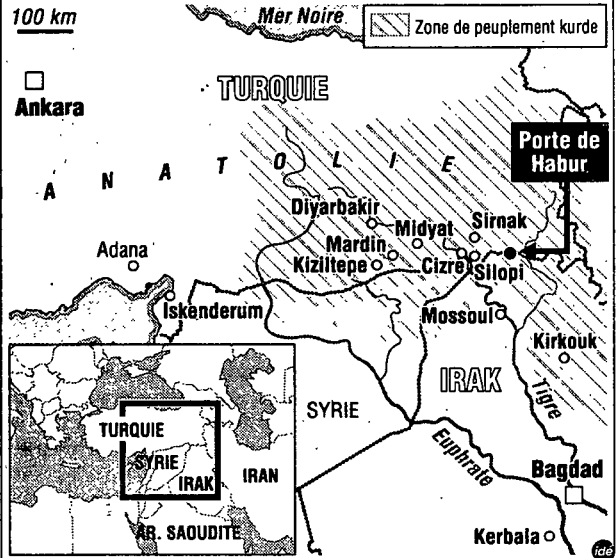 100 km
Mer Noire
Zone de peuplement kurde
TURQUIE
Ankara
Porte de
Habur
ANATOLIE
Diyarbakir
Sirnak
Midyat
Mardin
Adana
Kiziltepe
Cizre
Silopi
Iskenderum
Mossoul
Kirkouk
IRAK
Tigre
SYRIE
Euphrate
Bagdad
Kerbala
TURQUIE
SYRIE
IRAK
IRAN
AR. SAOUDITE
ide